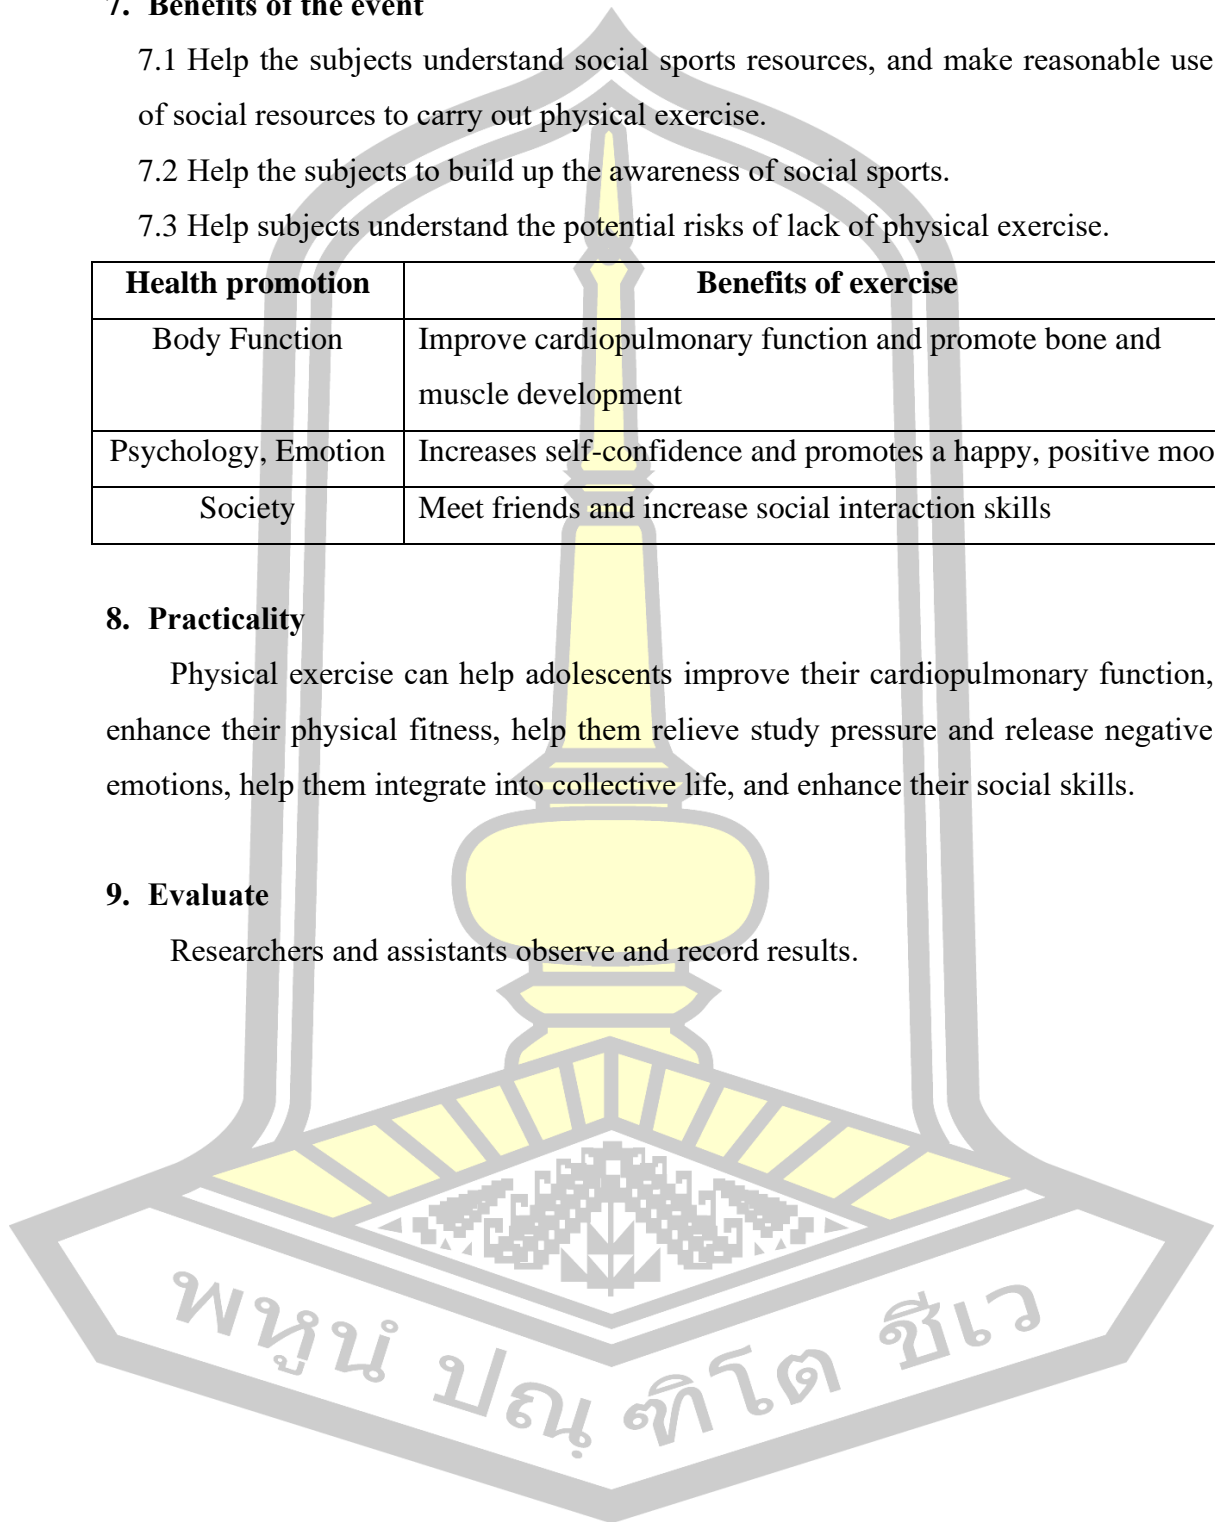 7. Benefits of the event
7.1 Help the subjects understand social sports resources, and make reasonable use
of social resources to carry out physical exercise.
7.2 Help the subjects to build up the awareness of social sports.
7.3 Help subjects understand the potential risks of lack of physical exercise.
Health promotion Benefits of exercise
Body Function Improve cardiopulmonary function and promote bone and
muscle development
Psychology, Emotion Increases self-confidence and promotes a happy, positive moo
Society Meet friends and increase social interaction skills
8. Practicality
Physical exercise can help adolescents improve their cardiopulmonary function,
enhance their physical fitness, help them relieve study pressure and release negative
emotions, help them integrate into collective life, and enhance their social skills.
9. Evaluate
Researchers and assistants observe and record results.
พหูนํ ปณฺ ฑิโต ชีเว